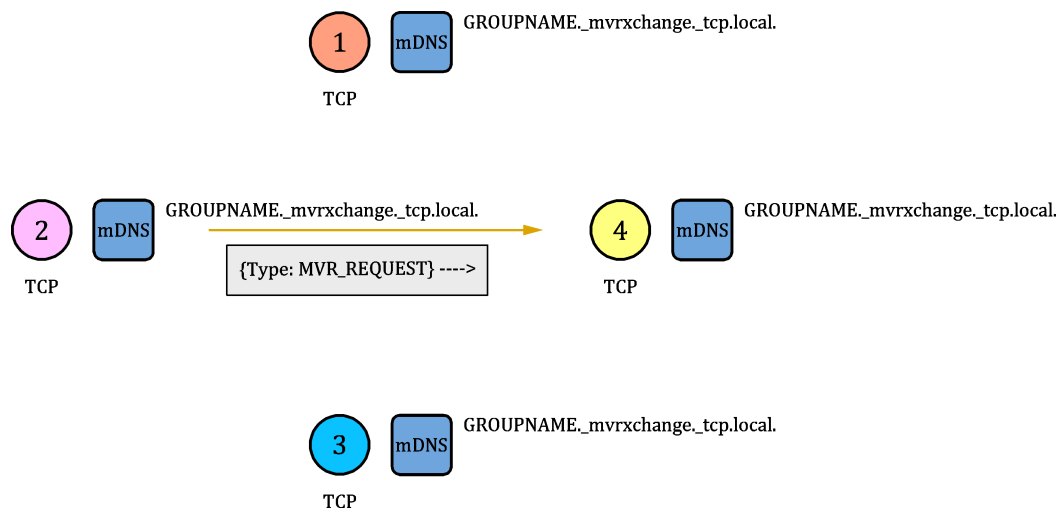 1
mDNS
GROUPNAME._mvrxchange._tcp.local.
TCP
2
mDNS
GROUPNAME._mvrxchange._tcp.local.
{Type: MVR_REQUEST} ---->
TCP
4
mDNS
GROUPNAME._mvrxchange._tcp.local.
TCP
3
mDNS
GROUPNAME._mvrxchange._tcp.local.
TCP